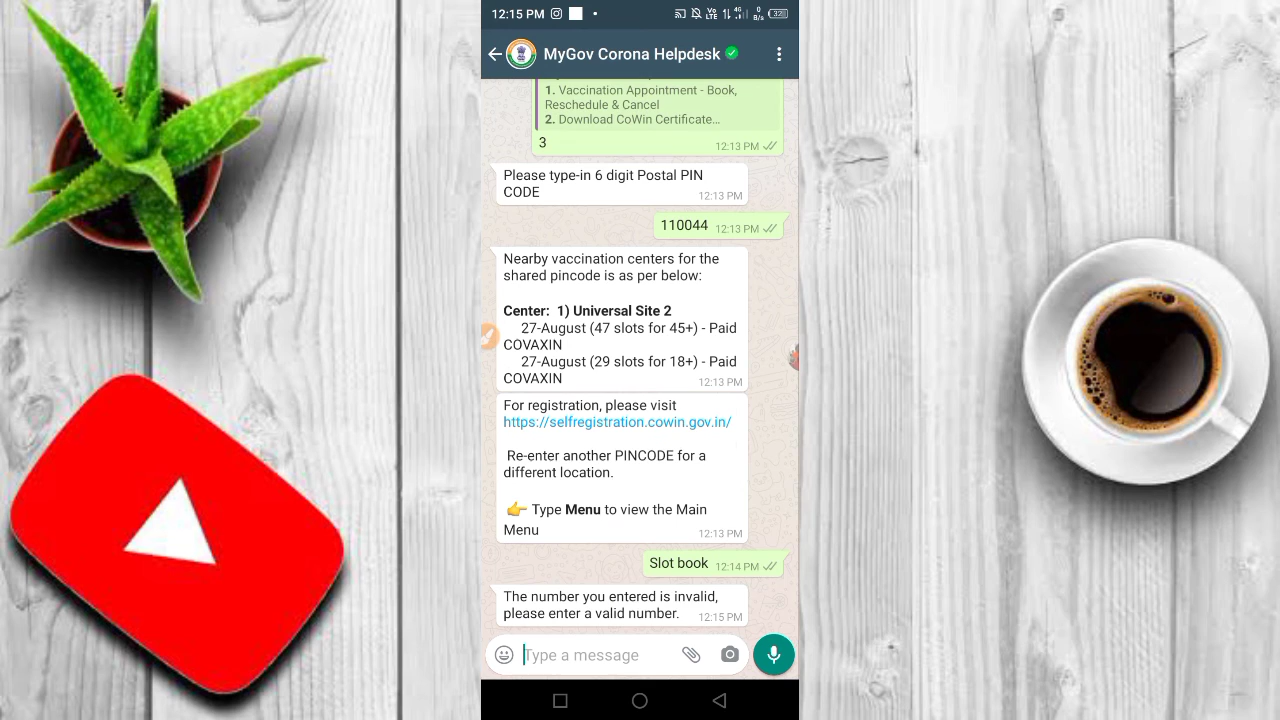 12:15 PM
Vo LTE 4G 0 B/s 32
MyGov Corona Helpdesk
1. Vaccination Appointment - Book,
Reschedule & Cancel
2. Download CoWin Certificate...
3 12:13 PM
Please type-in 6 digit Postal PIN
CODE 12:13 PM
110044 12:13 PM
Nearby vaccination centers for the
shared pincode is as per below:
Center: 1) Universal Site 2
27-August (47 slots for 45+) - Paid
COVAXIN
27-August (29 slots for 18+) - Paid
COVAXIN 12:13 PM
For registration, please visit
https://selfregistration.cowin.gov.in/
Re-enter another PINCODE for a
different location.
👉 Type Menu to view the Main
Menu 12:13 PM
Slot book 12:14 PM
The number you entered is invalid,
please enter a valid number. 12:15 PM
Type a message